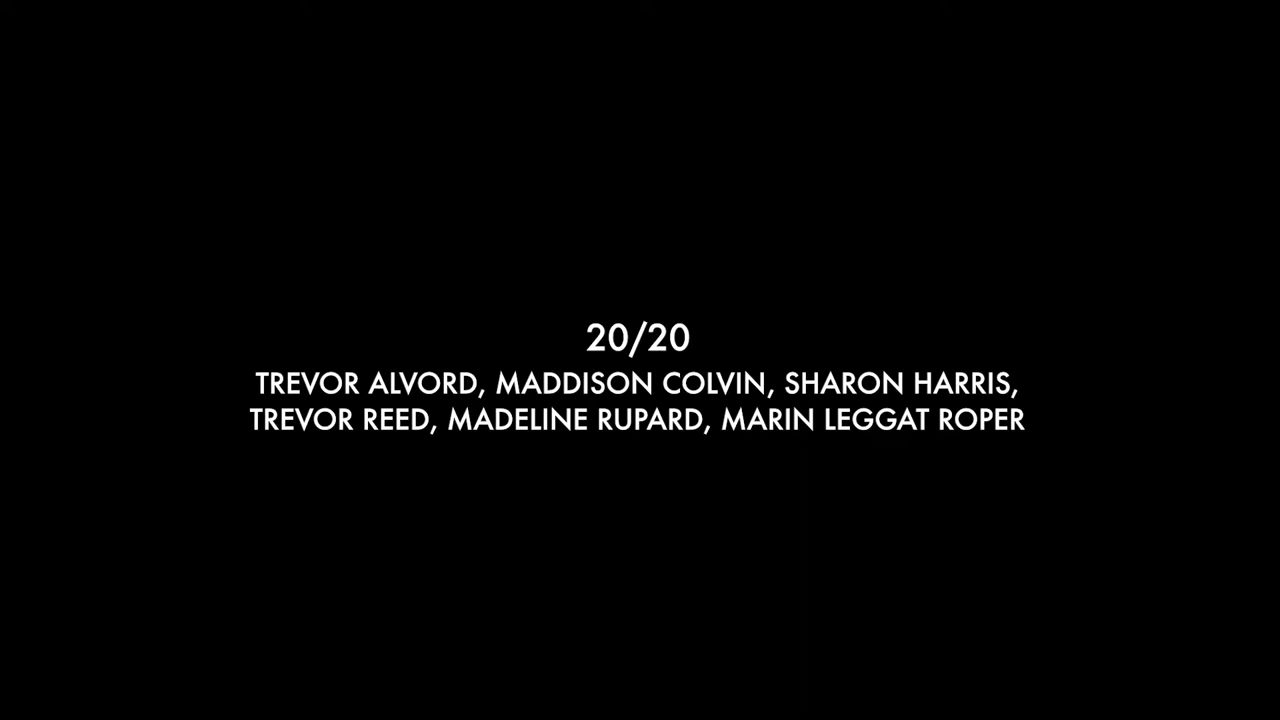 20/20
TREVOR ALVORD, MADDISON COLVIN, SHARON HARRIS,
TREVOR REED, MADELINE RUPARD, MARIN LEGGAT ROPER